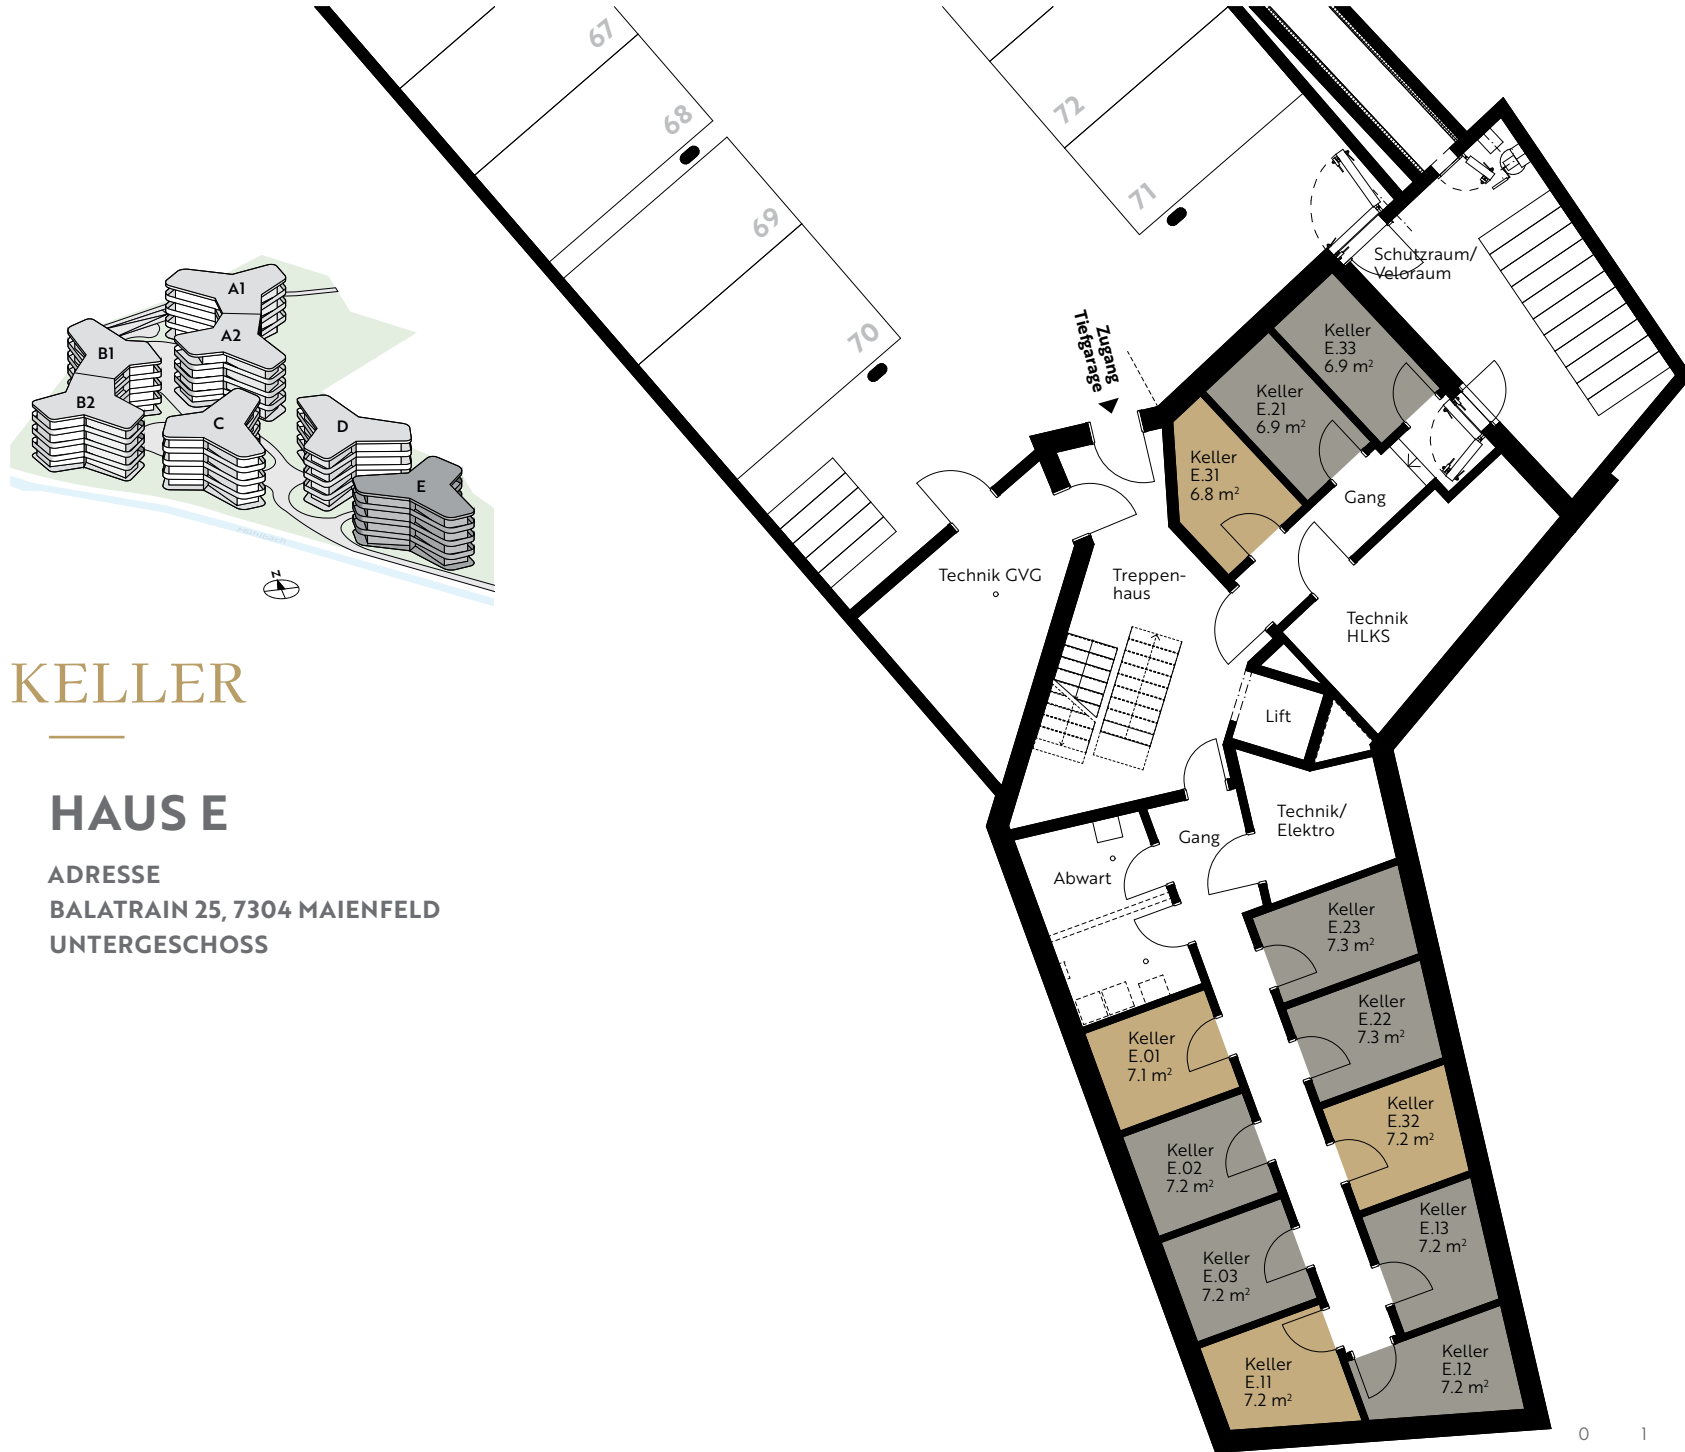 67
68
69
70
72
71
Schutzraum/
Veloraum
Zugang
Tiefgarage
Keller
E.33
6.9 m²
Keller
E.21
6.9 m²
Keller
E.31
6.8 m²
Gang
Technik GVG
Treppen-
haus
Technik
HLKS
Lift
Technik/
Elektro
Gang
Abwart
Keller
E.23
7.3 m²
Keller
E.22
7.3 m²
Keller
E.01
7.1 m²
Keller
E.32
7.2 m²
Keller
E.02
7.2 m²
Keller
E.13
7.2 m²
Keller
E.03
7.2 m²
Keller
E.11
7.2 m²
Keller
E.12
7.2 m²
0 1
A1
A2
B1
B2
C
D
E
N
KELLER
HAUS E
ADRESSE
BALATRAIN 25, 7304 MAIENFELD
UNTERGESCHOSS